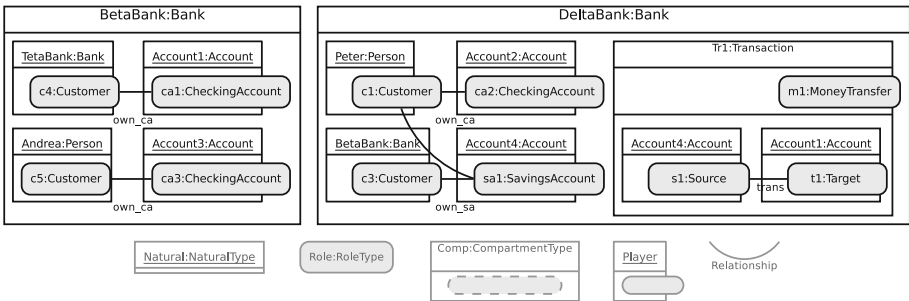 BetaBank:Bank
TetaBank:Bank
Account1:Account
c4:Customer
ca1:CheckingAccount
own_ca
Andrea:Person
Account3:Account
c5:Customer
ca3:CheckingAccount
own_ca
DeltaBank:Bank
Peter:Person
Account2:Account
c1:Customer
ca2:CheckingAccount
own_ca
BetaBank:Bank
Account4:Account
c3:Customer
sa1:SavingsAccount
own_sa
Tr1:Transaction
m1:MoneyTransfer
Account4:Account
Account1:Account
s1:Source
t1:Target
trans
Natural:NaturalType
Role:RoleType
Comp:CompartmentType
Player
Relationship